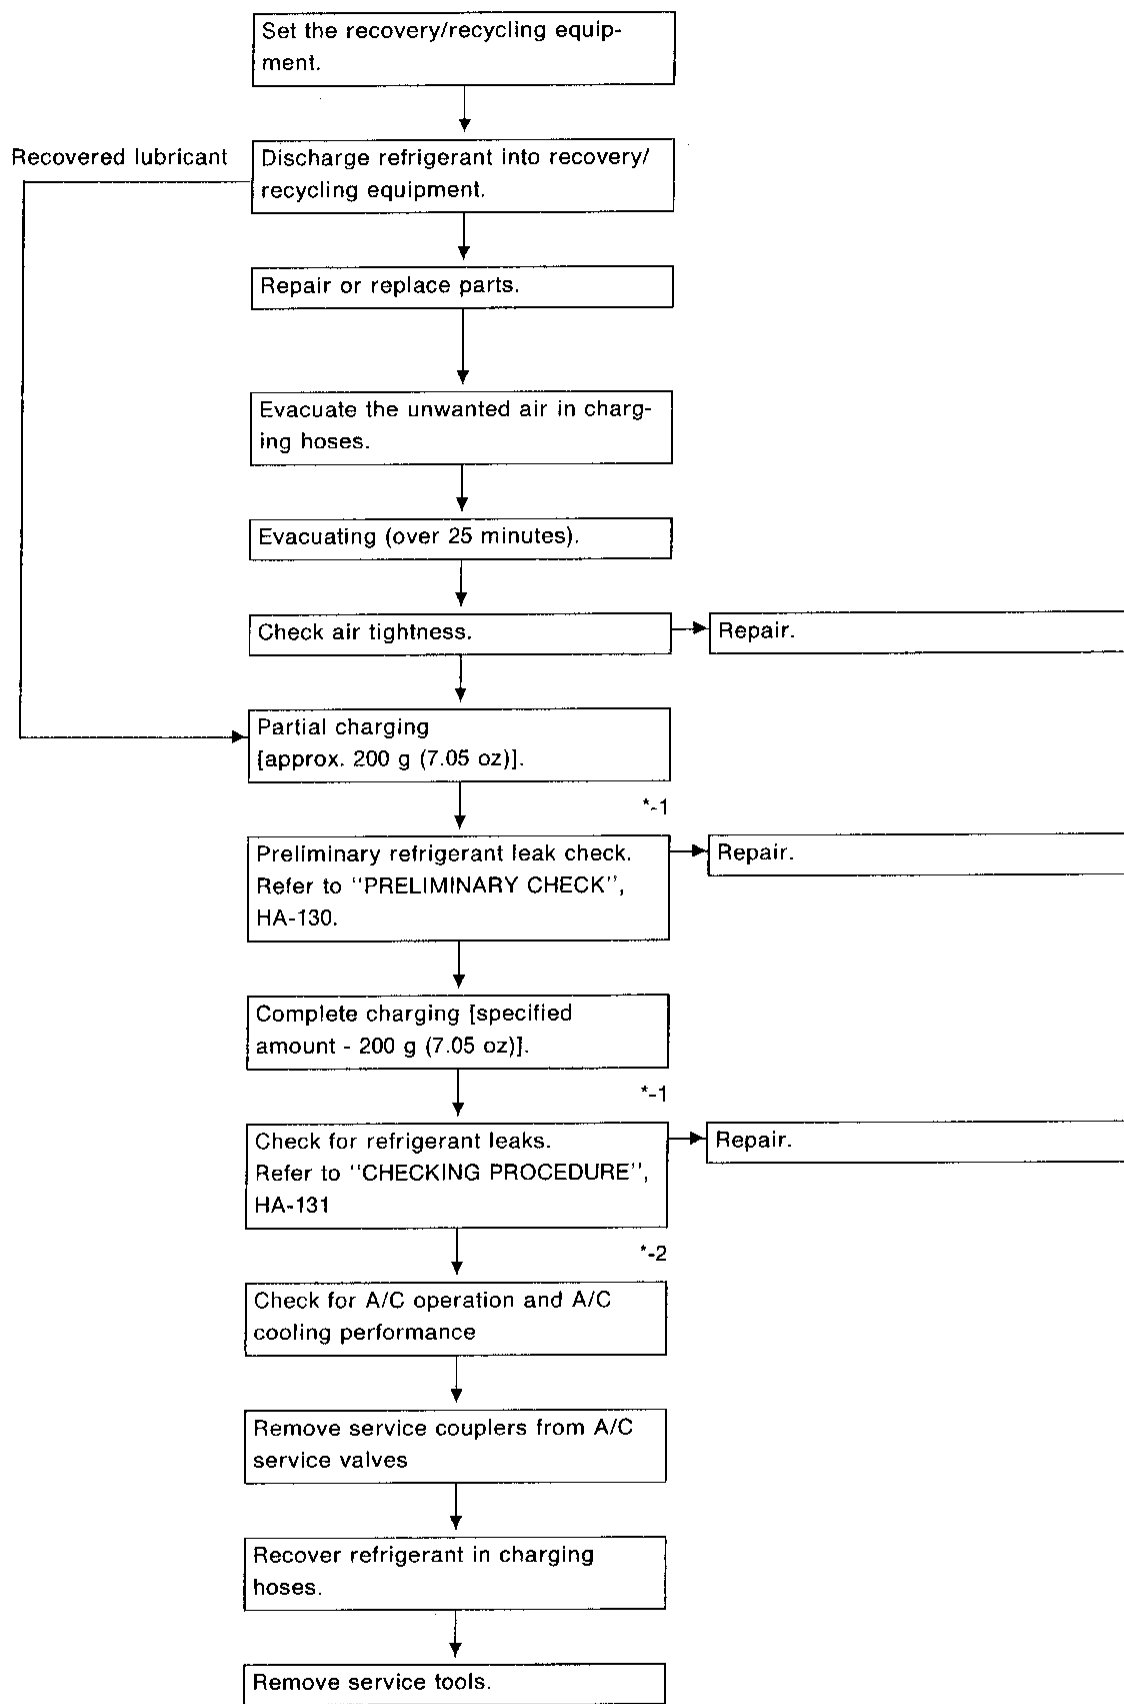 Set the recovery/recycling equip-
ment.
Recovered lubricant
Discharge refrigerant into recovery/
recycling equipment.
Repair or replace parts.
Evacuate the unwanted air in charg-
ing hoses.
Evacuating (over 25 minutes).
Check air tightness.
Repair.
Partial charging
[approx. 200 g (7.05 oz)].
*-1
Preliminary refrigerant leak check.
Refer to "PRELIMINARY CHECK",
HA-130.
Repair.
Complete charging [specified
amount - 200 g (7.05 oz)].
*-1
Check for refrigerant leaks.
Refer to "CHECKING PROCEDURE",
HA-131
Repair.
*-2
Check for A/C operation and A/C
cooling performance
Remove service couplers from A/C
service valves
Recover refrigerant in charging
hoses.
Remove service tools.